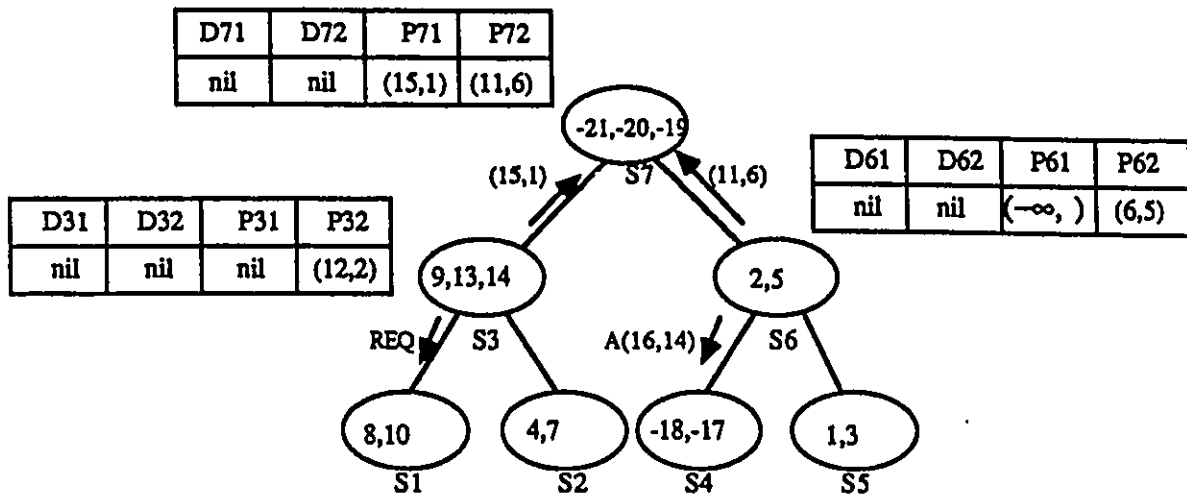 D71 D72 P71 P72
nil nil (15,1) (11,6)
-21,-20,-19
S7
(15,1)
(11,6)
D61 D62 P61 P62
nil nil (−∞, ) (6,5)
D31 D32 P31 P32
nil nil nil (12,2)
9,13,14
S3
2,5
S6
REQ
A(16,14)
8,10
S1
4,7
S2
-18,-17
S4
1,3
S5